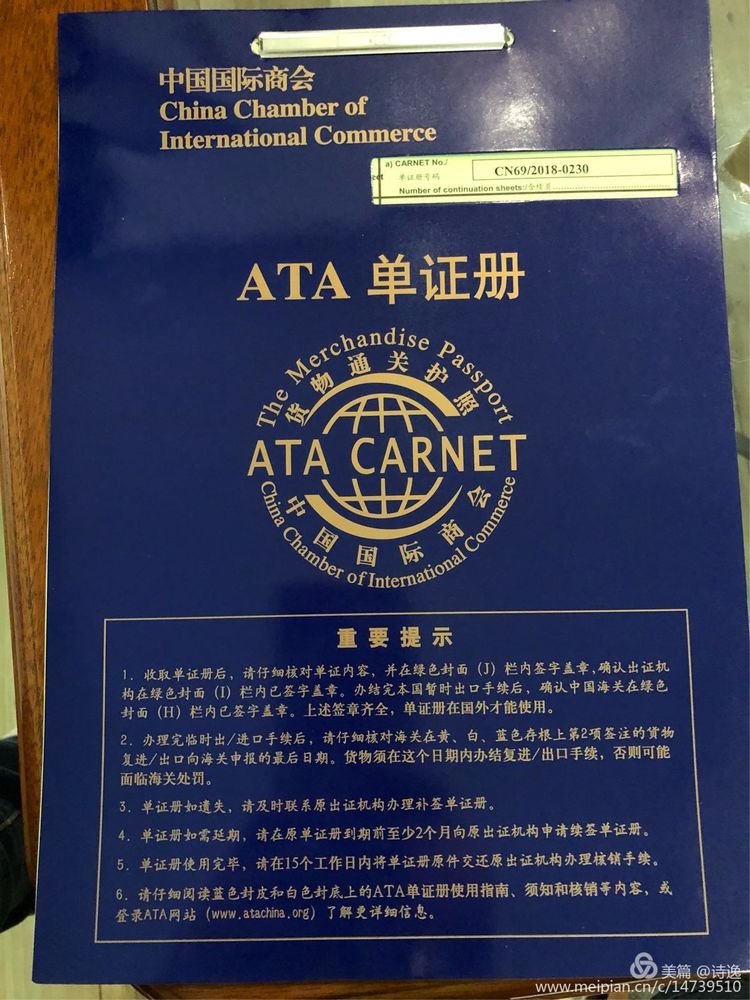 中国国际商会
China Chamber of
International Commerce
a) CARNET No./
单证册号码
CN69/2018-0230
Number of continuation sheets:/合续页
ATA 单证册
The Merchandise Passport
货物通关护照
ATA CARNET
中国国际商会
China Chamber of International Commerce
重要提示
1. 收取单证册后，请仔细核对单证内容，并在绿色封面（J）栏内签字盖章，确认出证机
构在绿色封面（I）栏内已签字盖章。办结完本国暂时出口手续后，确认中国海关在绿色
封面（H）栏内已签字盖章。上述签章齐全，单证册在国外才能使用。
2. 办理完临时出/进口手续后，请仔细核对海关在黄、白、蓝色存根上第2项签注的货物
复进/出口向海关申报的最后日期。货物须在这个日期内办结复进/出口手续，否则可能
面临海关处罚。
3. 单证册如遗失，请及时联系原出证机构办理补签单证册。
4. 单证册如需延期，请在原单证册到期前至少2个月向原出证机构申请续签单证册。
5. 单证册使用完毕，请在15个工作日内将单证册原件交还原出证机构办理核销手续。
6. 请仔细阅读蓝色封皮和白色封底上的ATA单证册使用指南、须知和核销等内容，或
登录ATA网站（www.atachina.org）了解更详细信息。
美篇 @诗逸
www.meipian.cn/c/14739510